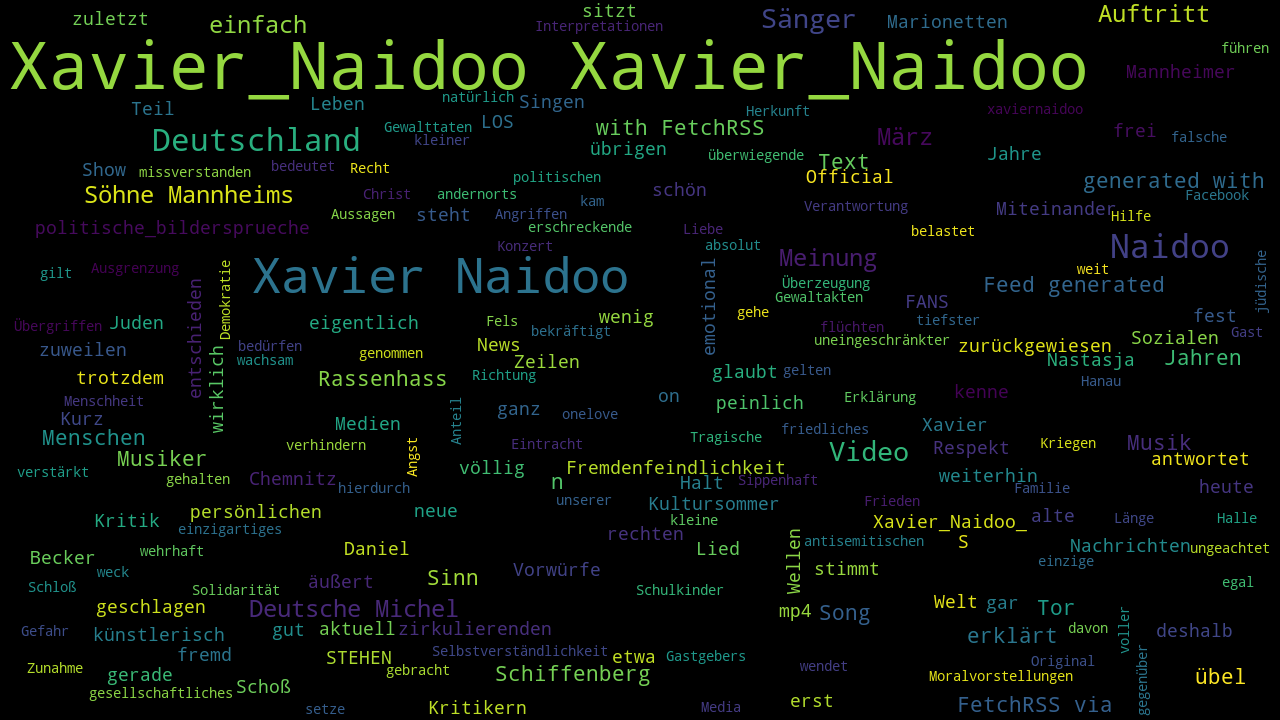 zuletzt
einfach
sitzt
Interpretationen
Sänger
Marionetten
Auftritt
führen
Xavier_Naidoo Xavier_Naidoo
Mannheimer
Teil
Leben
natürlich
Singen
Herkunft
xaviernaidoo
Deutschland
Gewalttaten
LOS
kleiner
with FetchRSS
übrigen
März
frei
falsche
Show
missverstanden
bedeutet
Recht
überwiegende
Text
Jahre
Söhne Mannheims
Christ
andernorts
politischen
schön
Official
generated with
Facebook
politische_bildersprueche
Aussagen
steht
Angriffen
kam
erschreckende
Liebe
Verantwortung
Miteinander
Hilfe
belastet
Konzert
absolut
Meinung
Naidoo
gilt
Ausgrenzung
Demokratie
Xavier Naidoo
emotional
Überzeugung
Gewaltakten
weit
Feed generated
jüdische
entschieden
gehe
FANS
Übergriffen
Juden
eigentlich
Fels
bekräftigt
wenig
flüchten
tiefster
fest
Gast
zuweilen
bedürfen
wachsam
genommen
News
Zeilen
uneingeschränkter
zurückgewiesen
Sozialen
Nastasja
Jahren
trotzdem
wirklich
Rassenhass
Richtung
glaubt
gelten
Hanau
Menschheit
Kurz
Anteil
ganz
onelove
on
peinlich
Erklärung
kenne
Medien
Menschen
verhindern
Angst
Eintracht
Tragische
friedliches
Xavier
Respekt
Kriegen
Musik
Musiker
völlig
Fremdenfeindlichkeit
Video
antwortet
verstärkt
gehalten
Chemnitz
hierdurch
n
Halt
Sippenhaft
weiterhin
Familie
heute
persönlichen
neue
unserer
Kultursommer
Frieden
Kritik
einzigartiges
kleine
Xavier_Naidoo_
S
alte
Länge
Halle
Becker
wehrhaft
Daniel
rechten
Lied
Wellen
antisemitischen
Nachrichten
ungeachtet
weck
Schloß
Solidarität
äußert
Sinn
Vorwürfe
stimmt
einzige
egal
Schulkinder
geschlagen
Deutsche Michel
mp4
Song
Welt
gar
Tor
Gefahr
künstlerisch
gut
aktuell
zirkulierenden
erklärt
davon
voller
deshalb
fremd
STEHEN
Selbstverständlichkeit
etwa
Gastgebers
Zunahme
gerade
gebracht
Schiffenberg
wendet
Original
Moralvorstellungen
gegenüber
übel
gesellschaftliches
Schoß
setze
Kritikern
Media
erst
FetchRSS via